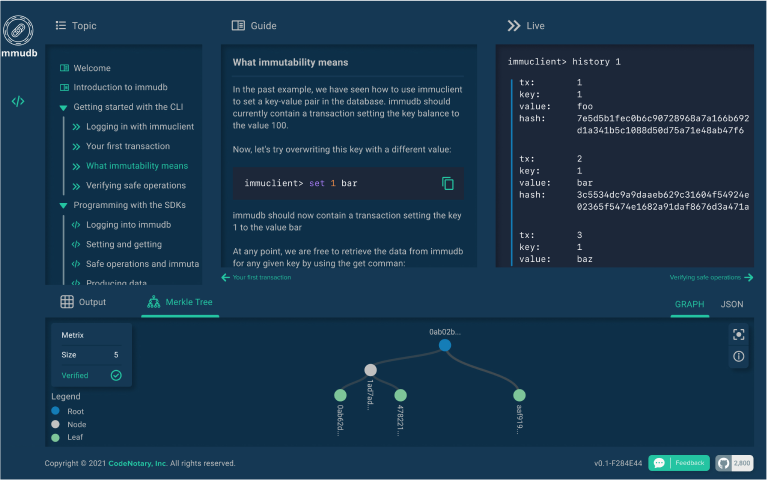 mmudb
Topic
Welcome
Introduction to immudb
Getting started with the CLI
Logging in with immuclient
Your first transaction
What immutability means
Verifying safe operations
Programming with the SDKs
Logging into immudb
Setting and getting
Safe operations and immuta
Producing data
Guide
What immutability means
In the past example, we have seen how to use immuclient
to set a key-value pair in the database. immudb should
currently contain a transaction setting the key balance to
the value 100.
Now, let's try overwriting this key with a different value:
immuclient> set 1 bar
immudb should now contain a transaction setting the key
1 to the value bar
At any point, we are free to retrieve the data from immudb
for any given key by using the get comman:
Your first transaction
Verifying safe operations
Live
immuclient> history 1
tx: 1
key: 1
value: foo
hash: 7e5d5b1fec0b6c90728968a7a166b692
d1a341b5c1088d50d75a71e48ab47f6
tx: 2
key: 1
value: bar
hash: 3c5534dc9a9daaeb629c31604f54924e
02365f5474e1682a91daf8676d3a471a
tx: 3
key: 1
value: baz
Output
Merkle Tree
GRAPH
JSON
Metrix
Size 5
Verified
Legend
Root
Node
Leaf
0ab02b...
1ad7ad...
0ab62d...
478221...
aaf919...
Copyright © 2021 CodeNotary, Inc. All rights reserved.
v0.1-F284E44
Feedback
2,800